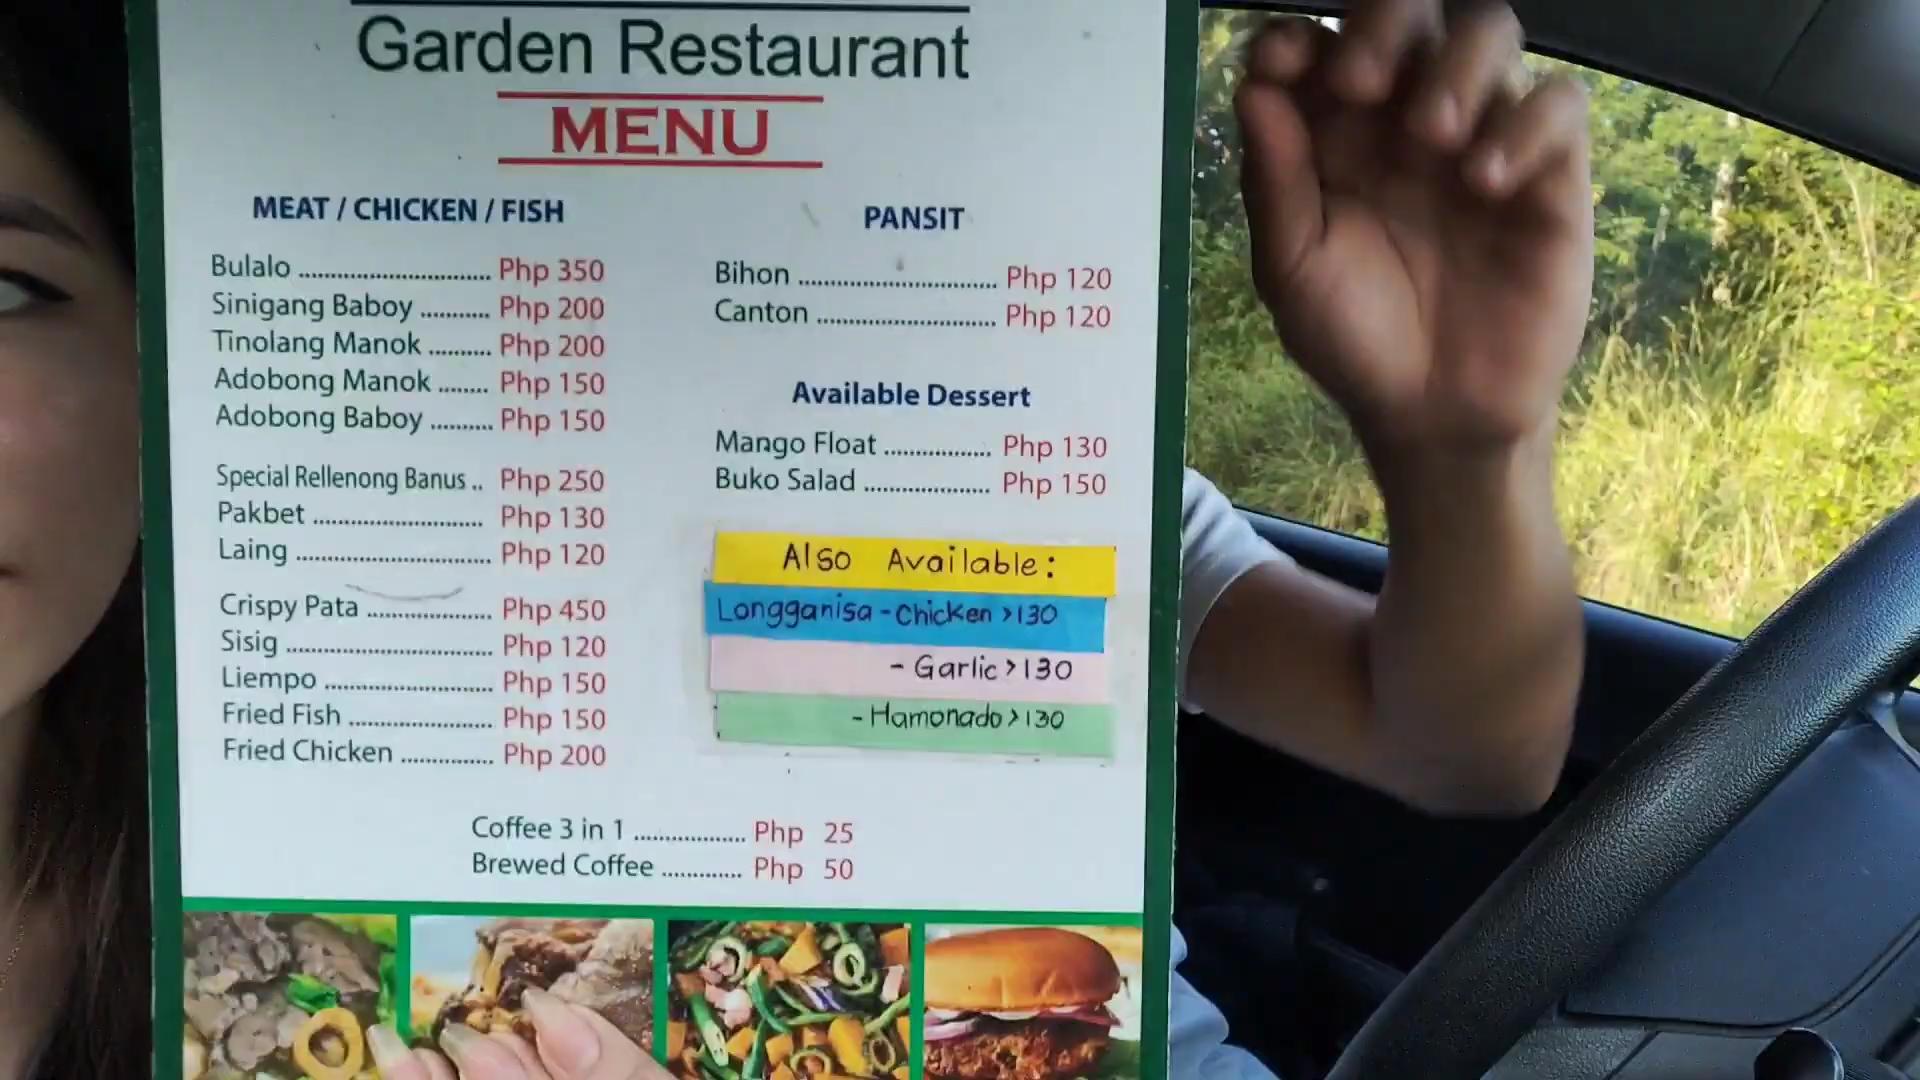 Garden Restaurant
MENU
MEAT / CHICKEN / FISH
Bulalo .............................. Php 350
Sinigang Baboy ........... Php 200
Tinolang Manok .......... Php 200
Adobong Manok ........ Php 150
Adobong Baboy .......... Php 150
Special Rellenong Banus .. Php 250
Pakbet ........................... Php 130
Laing ............................... Php 120
Crispy Pata .................... Php 450
Sisig ................................. Php 120
Liempo ........................... Php 150
Fried Fish ....................... Php 150
Fried Chicken ............... Php 200
PANSIT
Bihon ................................ Php 120
Canton ............................. Php 120
Available Dessert
Mango Float ................. Php 130
Buko Salad .................... Php 150
Also Available:
Longganisa - Chicken > 130
- Garlic > 130
- Hamonado > 130
Coffee 3 in 1 .................. Php 25
Brewed Coffee ............. Php 50